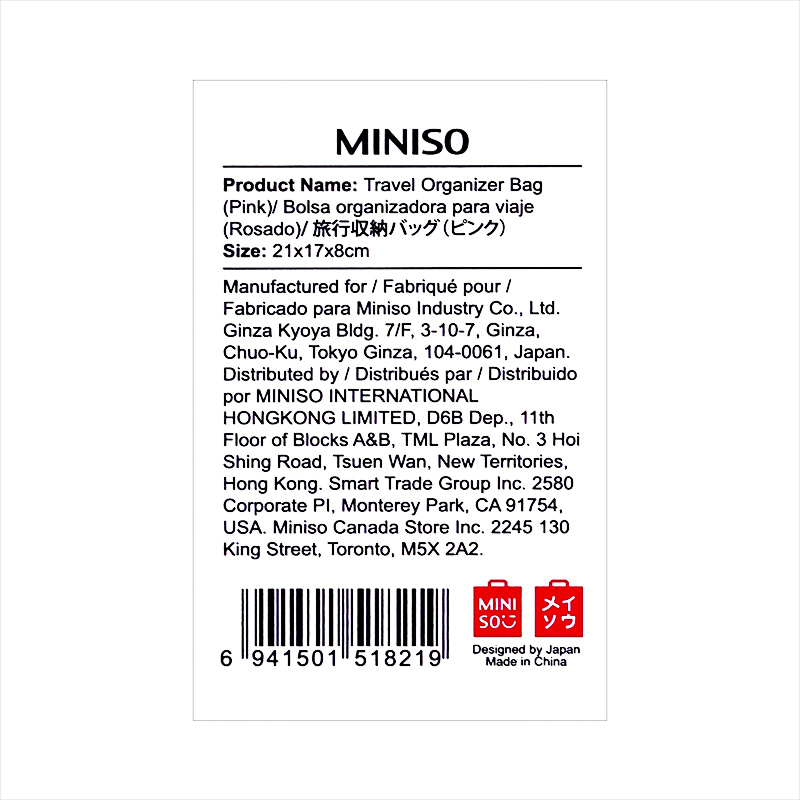 MINISO
Product Name: Travel Organizer Bag
(Pink)/ Bolsa organizadora para viaje
(Rosado)/ 旅行収納バッグ(ピンク)
Size: 21x17x8cm
Manufactured for / Fabriqué pour /
Fabricado para Miniso Industry Co., Ltd.
Ginza Kyoya Bldg. 7/F, 3-10-7, Ginza,
Chuo-Ku, Tokyo Ginza, 104-0061, Japan.
Distributed by / Distribués par / Distribuido
por MINISO INTERNATIONAL
HONGKONG LIMITED, D6B Dep., 11th
Floor of Blocks A&B, TML Plaza, No. 3 Hoi
Shing Road, Tsuen Wan, New Territories,
Hong Kong. Smart Trade Group Inc. 2580
Corporate Pl, Monterey Park, CA 91754,
USA. Miniso Canada Store Inc. 2245 130
King Street, Toronto, M5X 2A2.
6 941501 518219
MINI
SO
メイ
ソウ
Designed by Japan
Made in China